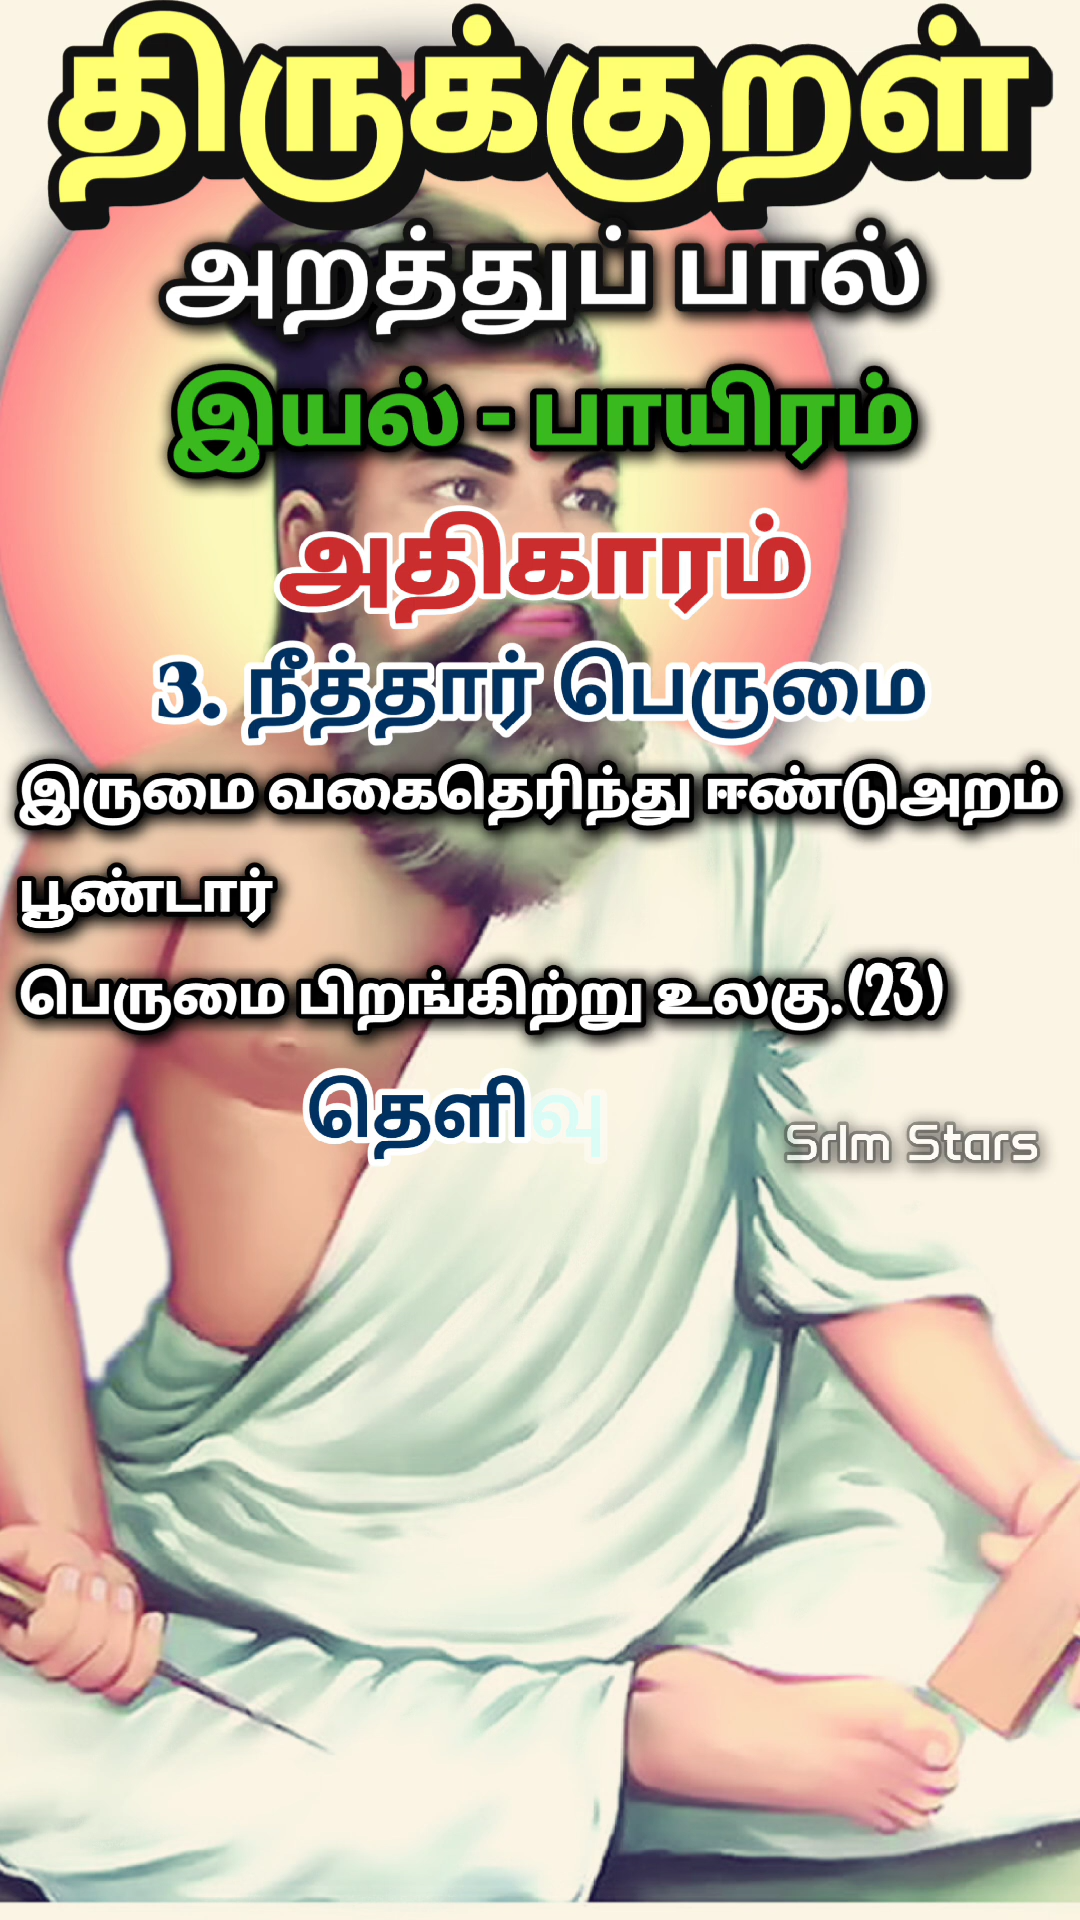 திருக்குறள்
அறத்துப் பால்
இயல் - பாயிரம்
அதிகாரம்
3. நீத்தார் பெருமை
இருமை வகைதெரிந்து ஈண்டுஅறம்
பூண்டார்
பெருமை பிறங்கிற்று உலகு.(23)
தெளிவு
Srlm Stars